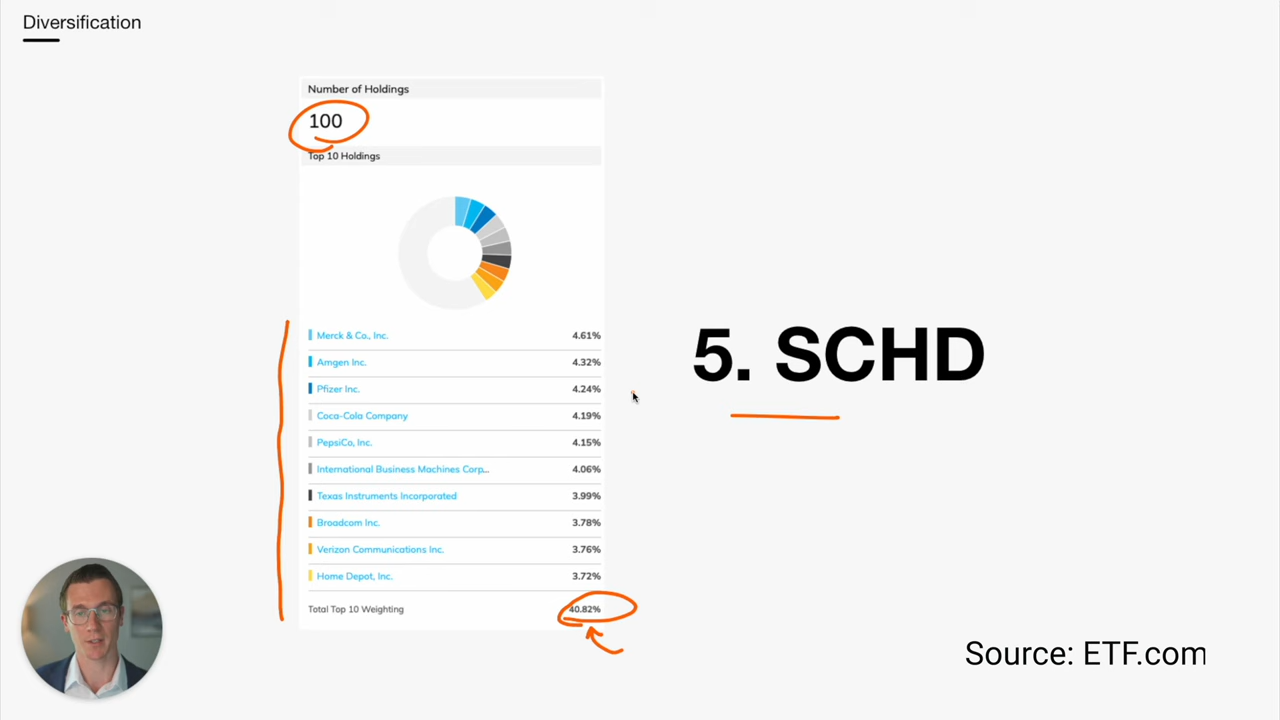 Diversification
Number of Holdings
100
Top 10 Holdings
Merck & Co., Inc. 4.61%
Amgen Inc. 4.32%
Pfizer Inc. 4.24%
Coca-Cola Company 4.19%
PepsiCo, Inc. 4.15%
International Business Machines Corp... 4.06%
Texas Instruments Incorporated 3.99%
Broadcom Inc. 3.78%
Verizon Communications Inc. 3.76%
Home Depot, Inc. 3.72%
Total Top 10 Weighting 40.82%
5. SCHD
Source: ETF.com